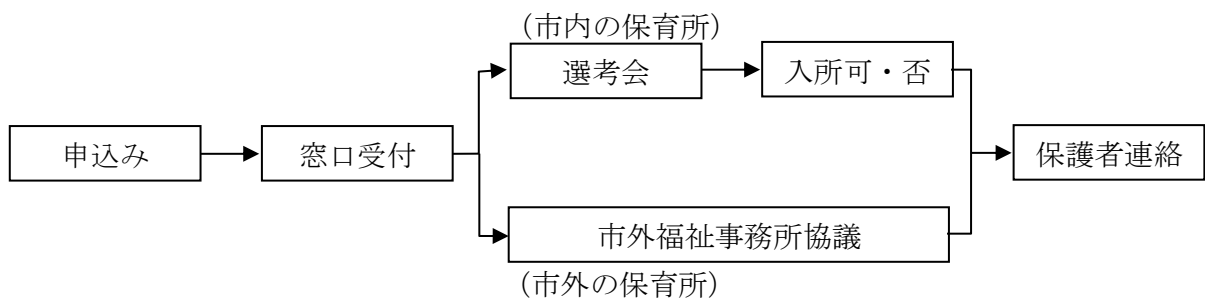 （市内の保育所）
選考会
入所可・否
申込み
窓口受付
保護者連絡
市外福祉事務所協議
（市外の保育所）